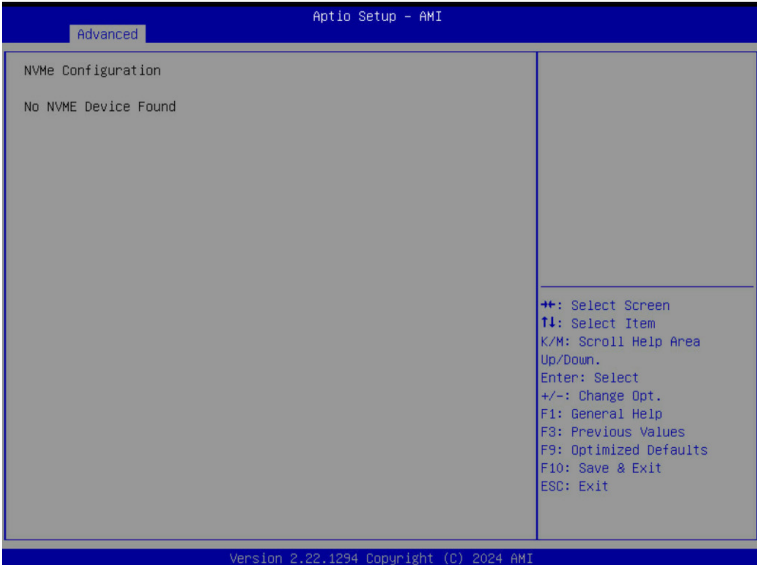 Aptio Setup – AMI
Advanced
NVMe Configuration
No NVME Device Found
→←: Select Screen
↑↓: Select Item
K/M: Scroll Help Area
Up/Down.
Enter: Select
+/-: Change Opt.
F1: General Help
F3: Previous Values
F9: Optimized Defaults
F10: Save & Exit
ESC: Exit
Version 2.22.1294 Copyright (C) 2024 AMI